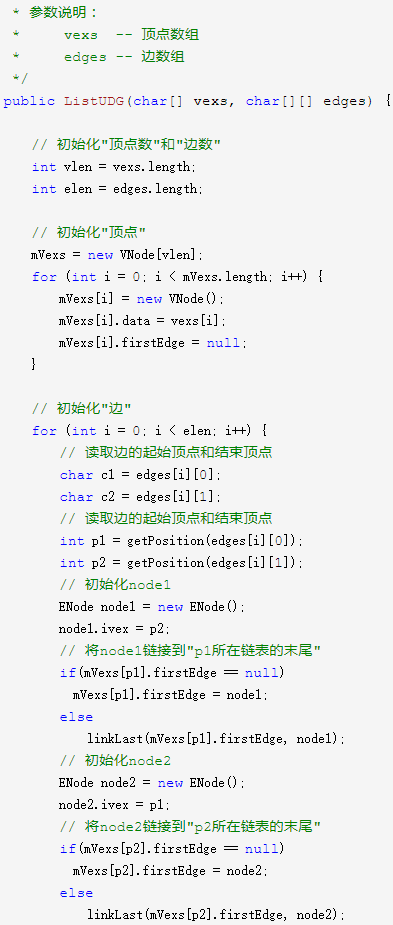 * 参数说明：
*     vexs  -- 顶点数组
*     edges -- 边数组
*/
public ListUDG(char[] vexs, char[][] edges) {
// 初始化"顶点数"和"边数"
int vlen = vexs.length;
int elen = edges.length;
// 初始化"顶点"
mVexs = new VNode[vlen];
for (int i = 0; i < mVexs.length; i++) {
mVexs[i] = new VNode();
mVexs[i].data = vexs[i];
mVexs[i].firstEdge = null;
}
// 初始化"边"
for (int i = 0; i < elen; i++) {
// 读取边的起始顶点和结束顶点
char c1 = edges[i][0];
char c2 = edges[i][1];
// 读取边的起始顶点和结束顶点
int p1 = getPosition(edges[i][0]);
int p2 = getPosition(edges[i][1]);
// 初始化node1
ENode node1 = new ENode();
node1.ivex = p2;
// 将node1链接到"p1所在链表的末尾"
if(mVexs[p1].firstEdge == null)
mVexs[p1].firstEdge = node1;
else
linkLast(mVexs[p1].firstEdge, node1);
// 初始化node2
ENode node2 = new ENode();
node2.ivex = p1;
// 将node2链接到"p2所在链表的末尾"
if(mVexs[p2].firstEdge == null)
mVexs[p2].firstEdge = node2;
else
linkLast(mVexs[p2].firstEdge, node2);